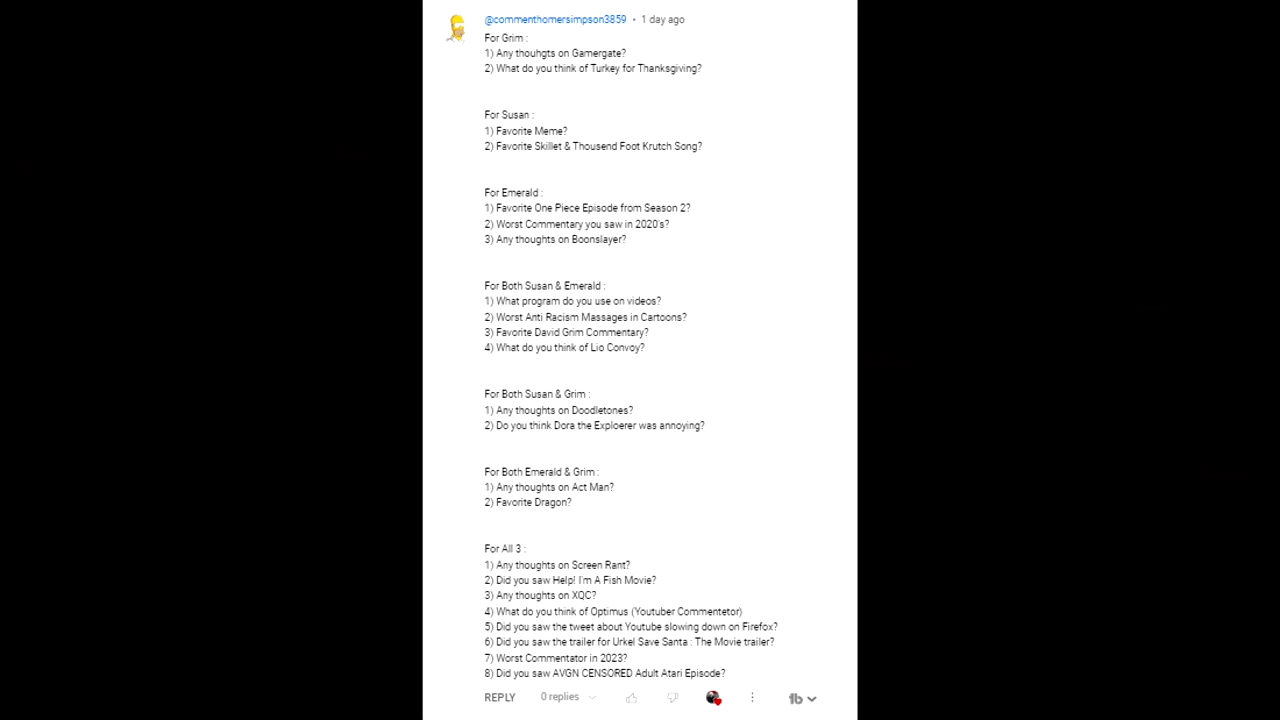 @commenthomersimpson3859 • 1 day ago
For Grim :
1) Any thouhgts on Gamergate?
2) What do you think of Turkey for Thanksgiving?
For Susan :
1) Favorite Meme?
2) Favorite Skillet & Thousend Foot Krutch Song?
For Emerald :
1) Favorite One Piece Episode from Season 2?
2) Worst Commentary you saw in 2020's?
3) Any thoughts on Boonslayer?
For Both Susan & Emerald :
1) What program do you use on videos?
2) Worst Anti Racism Massages in Cartoons?
3) Favorite David Grim Commentary?
4) What do you think of Lio Convoy?
For Both Susan & Grim :
1) Any thoughts on Doodletones?
2) Do you think Dora the Exploerer was annoying?
For Both Emerald & Grim :
1) Any thoughts on Act Man?
2) Favorite Dragon?
For All 3 :
1) Any thoughts on Screen Rant?
2) Did you saw Help! I'm A Fish Movie?
3) Any thoughts on XQC?
4) What do you think of Optimus (Youtuber Commentetor)
5) Did you saw the tweet about Youtube slowing down on Firefox?
6) Did you saw the trailer for Urkel Save Santa : The Movie trailer?
7) Worst Commentator in 2023?
8) Did you saw AVGN CENSORED Adult Atari Episode?
REPLY 0 replies